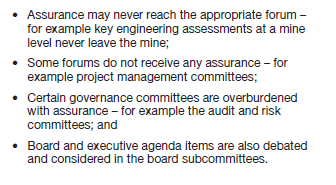 • Assurance may never reach the appropriate forum –
for example key engineering assessments at a mine
level never leave the mine;
• Some forums do not receive any assurance – for
example project management committees;
• Certain governance committees are overburdened
with assurance – for example the audit and risk
committees; and
• Board and executive agenda items are also debated
and considered in the board subcommittees.